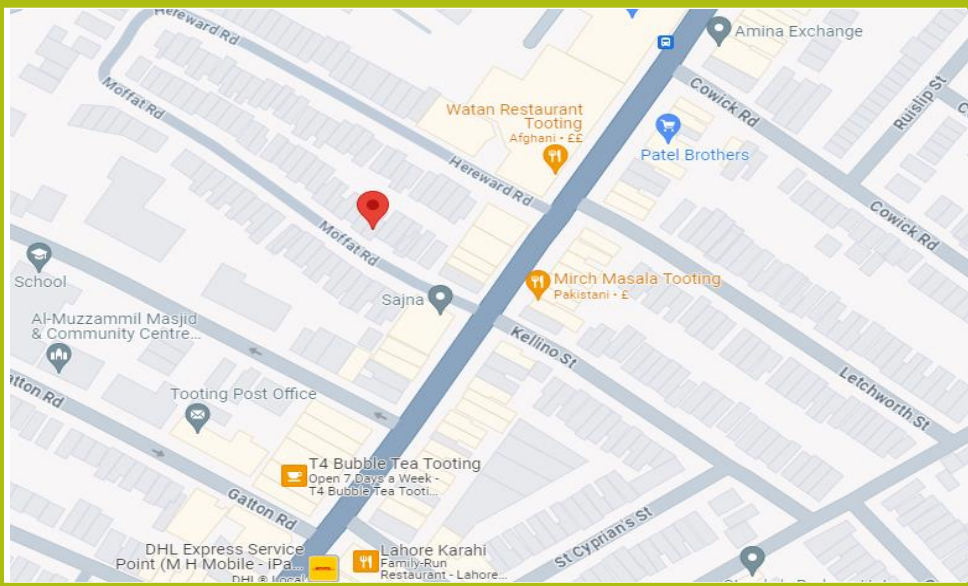 Hereward Rd
Amina Exchange
Moffat Rd
Cowick Rd
Ruislip St
Watan Restaurant
Tooting
Afghani • ££
Patel Brothers
Hereward Rd
Cowick Rd
Moffat Rd
School
Mirch Masala Tooting
Pakistani • £
Sajna
Al-Muzzammil Masjid
& Community Centre...
Kellino St
Letchworth St
Tooting Post Office
T4 Bubble Tea Tooting
Open 7 Days a Week -
T4 Bubble Tea Tooti...
Gatton Rd
St Cyprian's St
DHL Express Service
Point (M H Mobile - iPa...
DHL® Local
Lahore Karahi
Family-Run
Restaurant - Lahore...